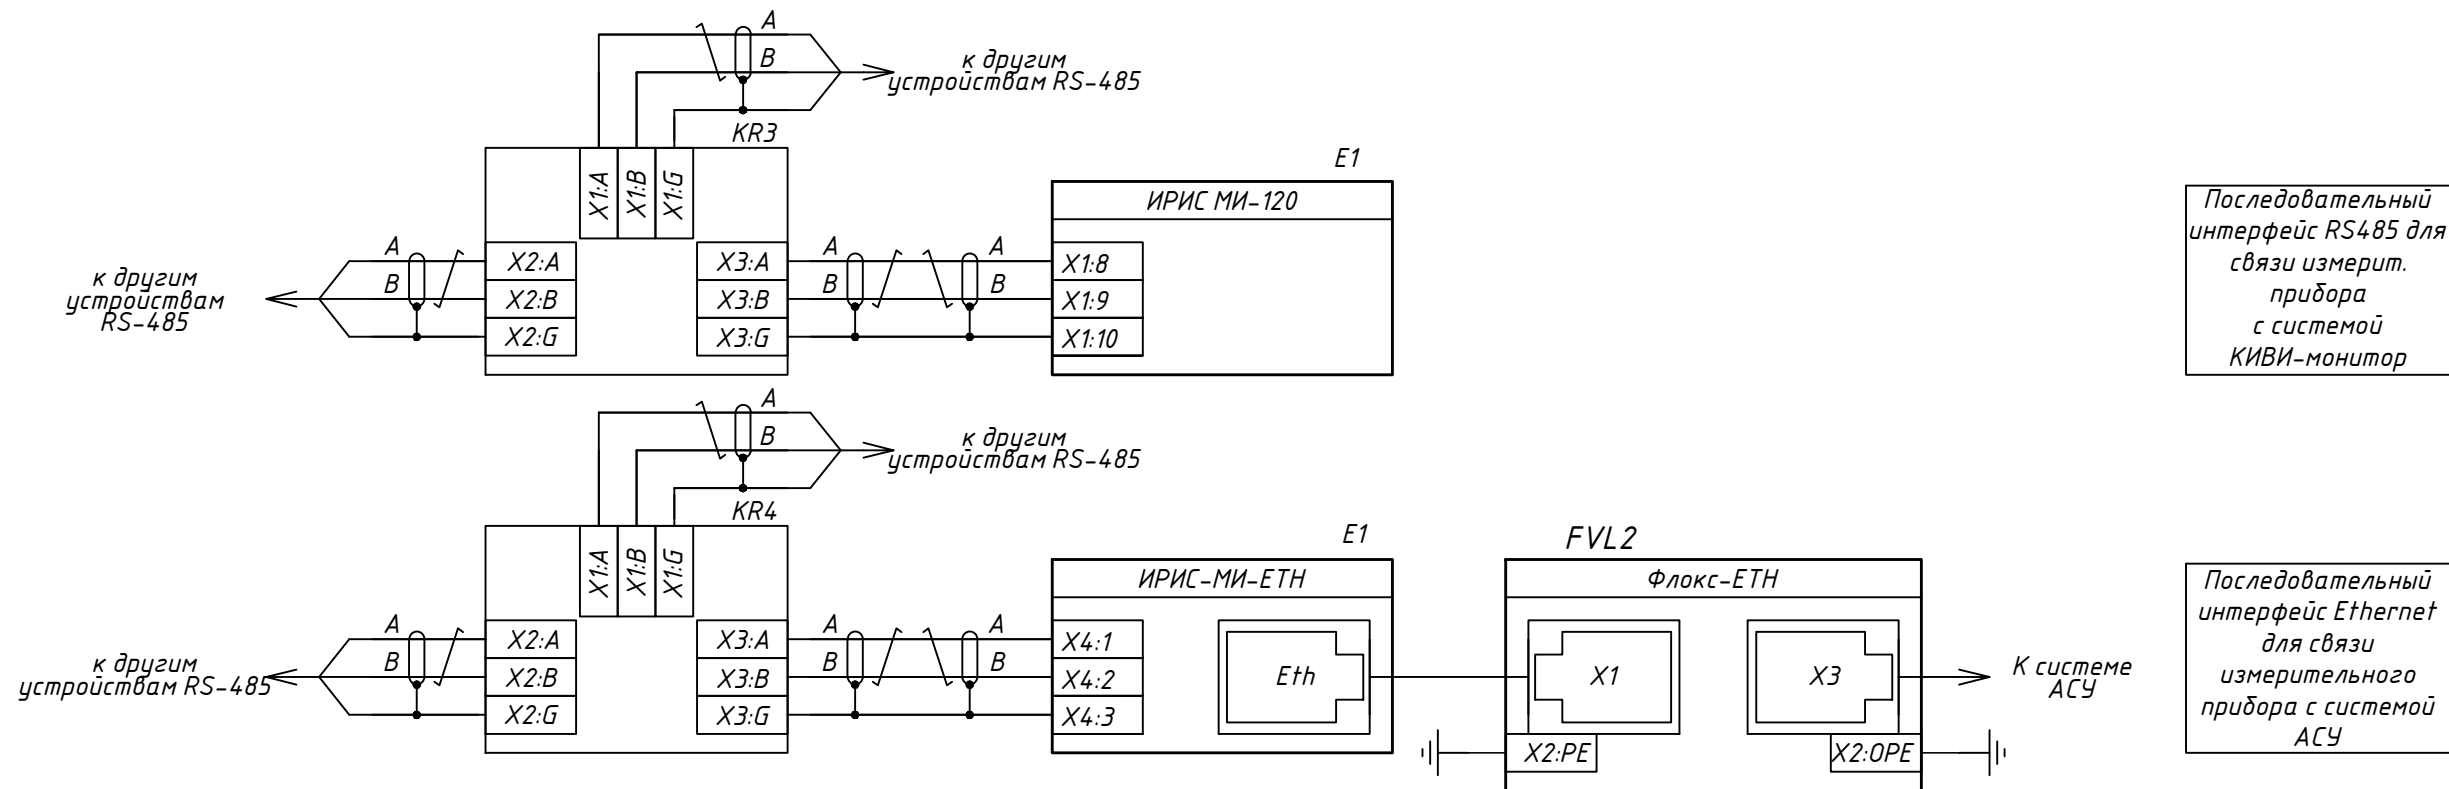 A
B
к другим
устройствам RS-485
KR3
X1:A
X1:B
X1:G
A
B
к другим
устройствам
RS-485
X2:A
X2:B
X2:G
X3:A
X3:B
X3:G
A
B
A
B
E1
ИРИС МИ-120
X1:8
X1:9
X1:10
Последовательный
интерфейс RS485 для
связи измерит.
прибора
с системой
КИВИ-монитор
A
B
к другим
устройствам RS-485
KR4
X1:A
X1:B
X1:G
A
B
к другим
устройствам RS-485
X2:A
X2:B
X2:G
X3:A
X3:B
X3:G
A
B
A
B
E1
ИРИС-МИ-ETH
X4:1
X4:2
X4:3
Eth
FVL2
Флокс-ETH
X1
X3
X2:PE
X2:OPE
К системе
АСУ
Последовательный
интерфейс Ethernet
для связи
измерительного
прибора с системой
АСУ